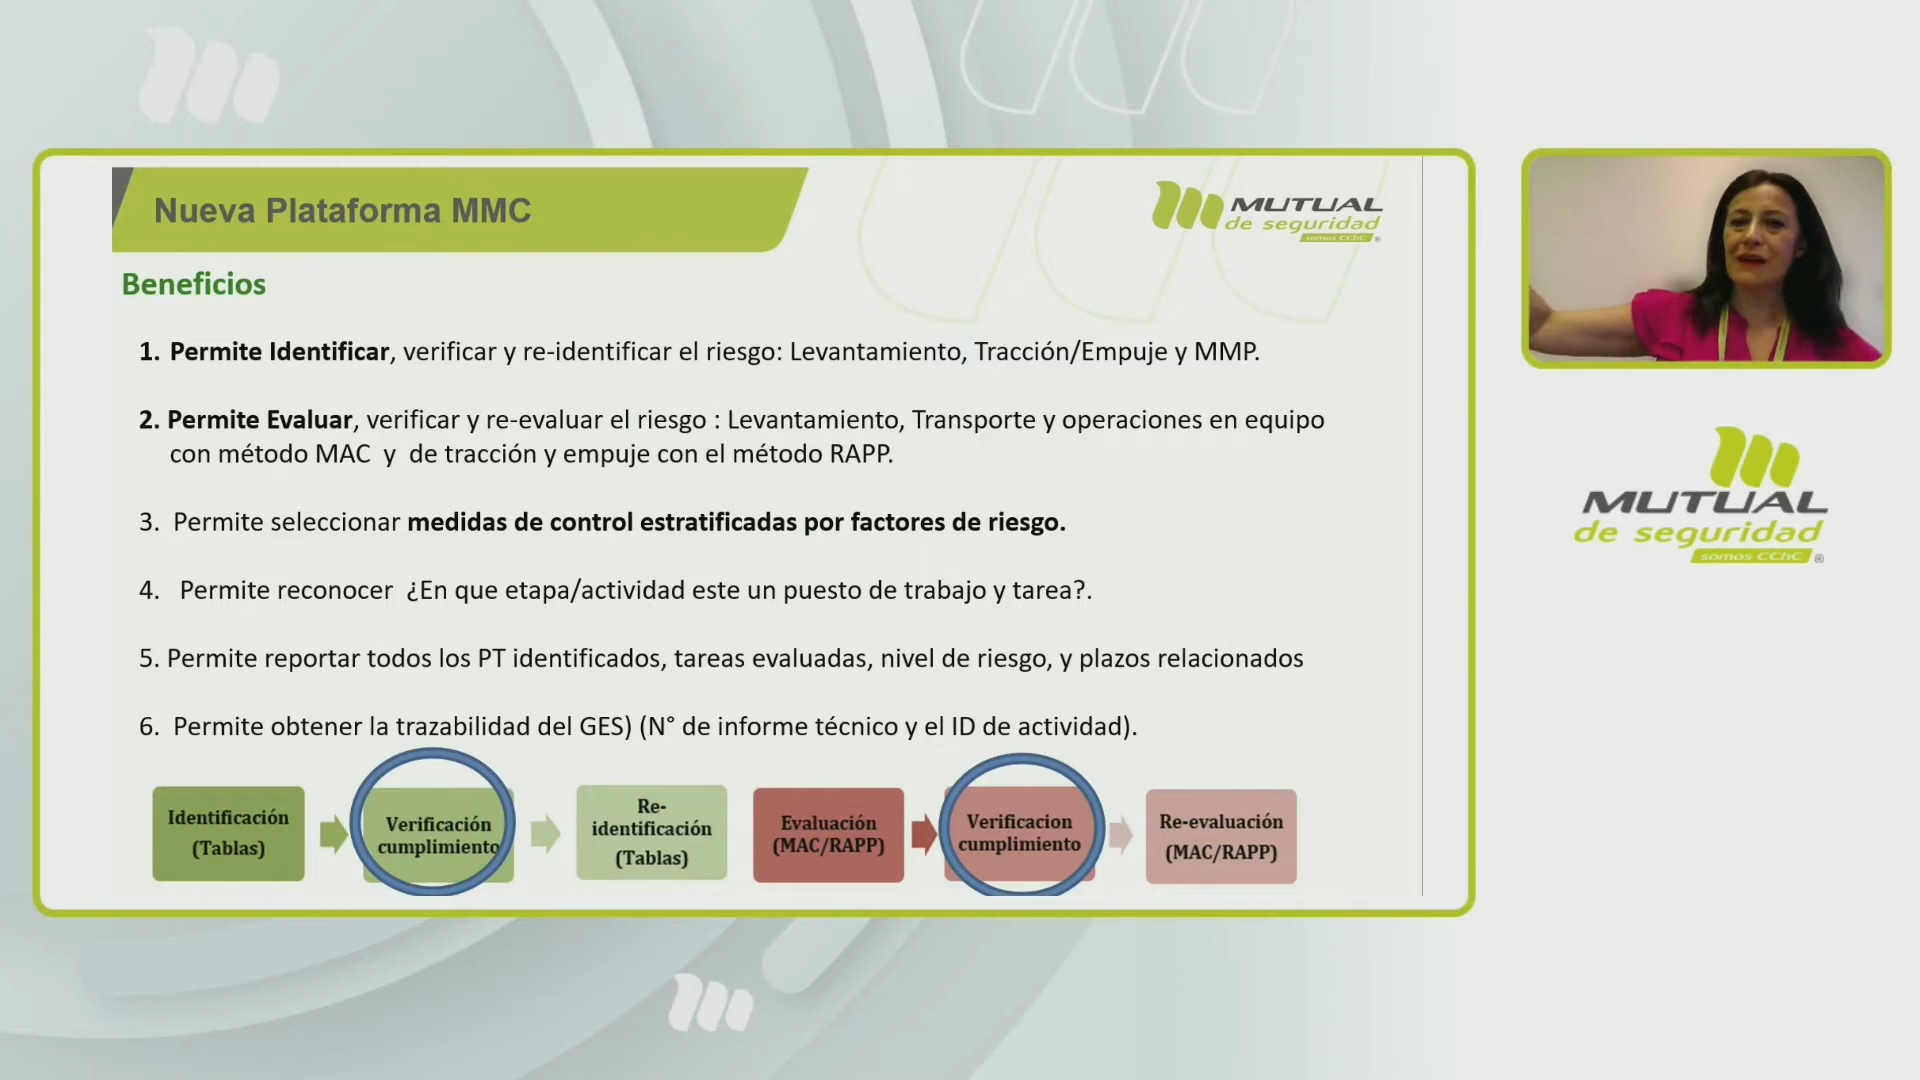 Nueva Plataforma MMC
MUTUAL
de seguridad
somos CChC ®
Beneficios
1. Permite Identificar, verificar y re-identificar el riesgo: Levantamiento, Tracción/Empuje y MMP.
2. Permite Evaluar, verificar y re-evaluar el riesgo : Levantamiento, Transporte y operaciones en equipo
con método MAC y de tracción y empuje con el método RAPP.
3. Permite seleccionar medidas de control estratificadas por factores de riesgo.
4. Permite reconocer ¿En que etapa/actividad este un puesto de trabajo y tarea?.
5. Permite reportar todos los PT identificados, tareas evaluadas, nivel de riesgo, y plazos relacionados
6. Permite obtener la trazabilidad del GES) (N° de informe técnico y el ID de actividad).
Identificación
(Tablas)
Verificación
cumplimiento
Re-
identificación
(Tablas)
Evaluación
(MAC/RAPP)
Verificacion
cumplimiento
Re-evaluación
(MAC/RAPP)
MUTUAL
de seguridad
somos CChC ®